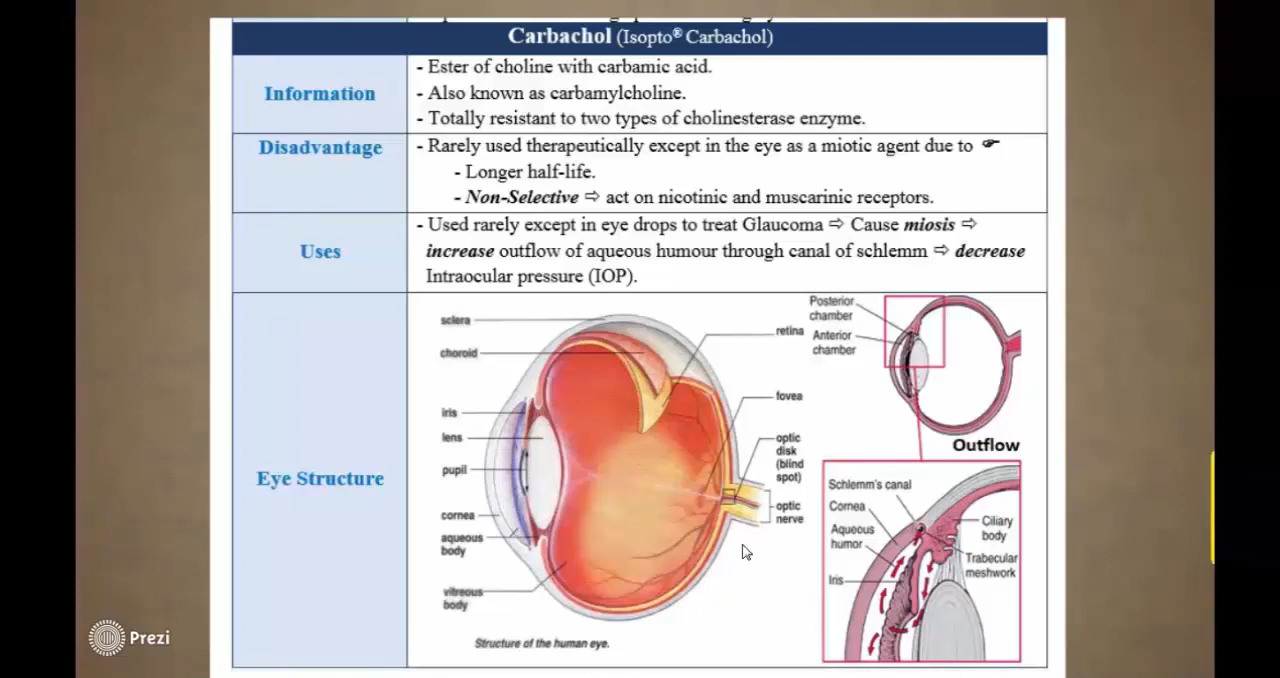 Carbachol (Isopto® Carbachol)
Information
- Ester of choline with carbamic acid.
- Also known as carbamylcholine.
- Totally resistant to two types of cholinesterase enzyme.
Disadvantage
- Rarely used therapeutically except in the eye as a miotic agent due to ☛
- Longer half-life.
- Non-Selective ⇨ act on nicotinic and muscarinic receptors.
Uses
- Used rarely except in eye drops to treat Glaucoma ⇨ Cause miosis ⇨
increase outflow of aqueous humour through canal of schlemm ⇨ decrease
Intraocular pressure (IOP).
Eye Structure
sclera
choroid
iris
lens
pupil
cornea
aqueous
body
vitreous
body
retina
fovea
optic
disk
(blind
spot)
optic
nerve
Structure of the human eye.
Posterior
chamber
Anterior
chamber
Outflow
Schlemm's canal
Cornea
Aqueous
humor
Iris
Ciliary
body
Trabecular
meshwork
Prezi